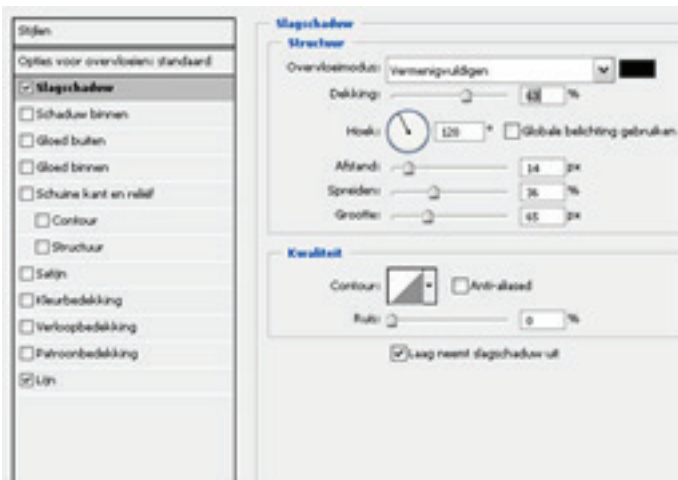 Stijlen
Opties voor overvloeien: standaard
Slagschaduw
Schaduw binnen
Gloed buiten
Gloed binnen
Schuine kant en reliëf
Contour
Structuur
Satijn
Kleurbedekking
Verloopbedekking
Patroonbedekking
Lijn
Slagschaduw
Structuur
Overvloeimodus: Vermenigvuldigen
Dekking: 63 %
Hoek: 120 ° Globale belichting gebruiken
Afstand: 14 px
Spreiden: 36 %
Grootte: 65 px
Kwaliteit
Contour: Anti-aliased
Ruis: 0 %
Laag neemt slagschaduw uit